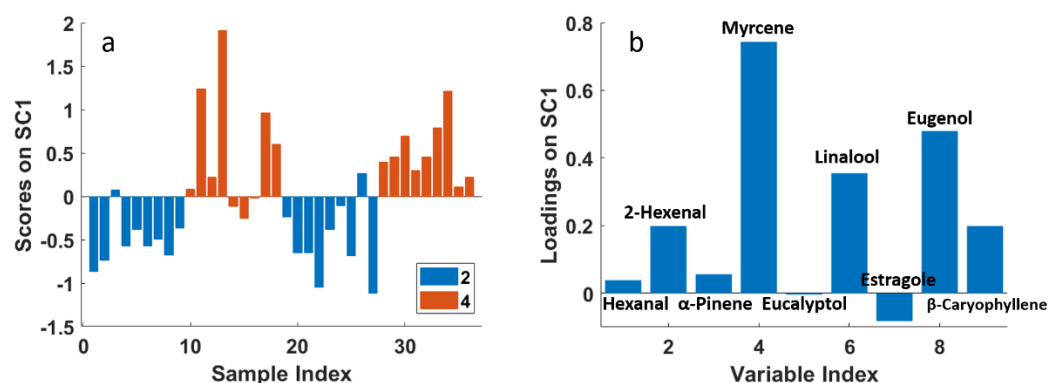 a
Scores on SC1
2
1.5
1
0.5
0
-0.5
-1
-1.5
0
10
20
30
Sample Index
2
4
b
Loadings on SC1
0.8
0.6
0.4
0.2
0
2
4
6
8
Variable Index
Myrcene
Eugenol
Linalool
2-Hexenal
Estragole
Hexanal α-Pinene Eucalyptol β-Caryophyllene